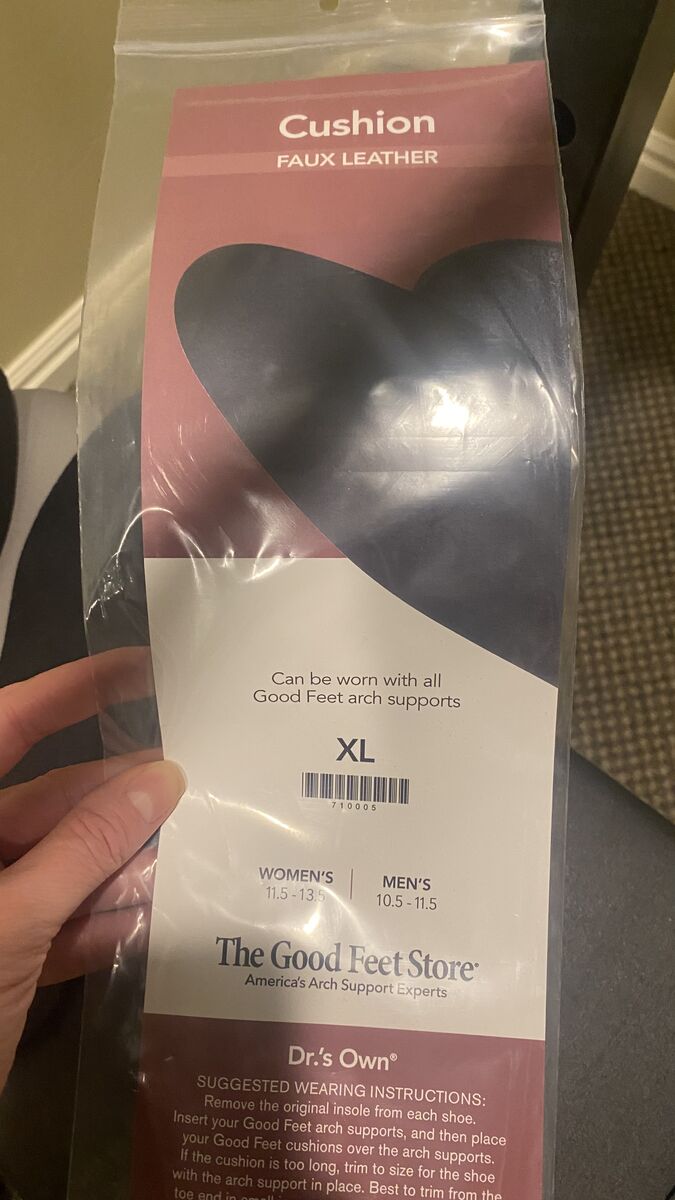 Cushion
FAUX LEATHER
Can be worn with all
Good Feet arch supports
XL
710005
WOMEN'S
11.5 - 13.5
MEN'S
10.5 - 11.5
The Good Feet Store®
America's Arch Support Experts
Dr.'s Own®
SUGGESTED WEARING INSTRUCTIONS:
Remove the original insole from each shoe.
Insert your Good Feet arch supports, and then place
your Good Feet cushions over the arch supports.
If the cushion is too long, trim to size for the shoe
with the arch support in place. Best to trim from the
toe end in